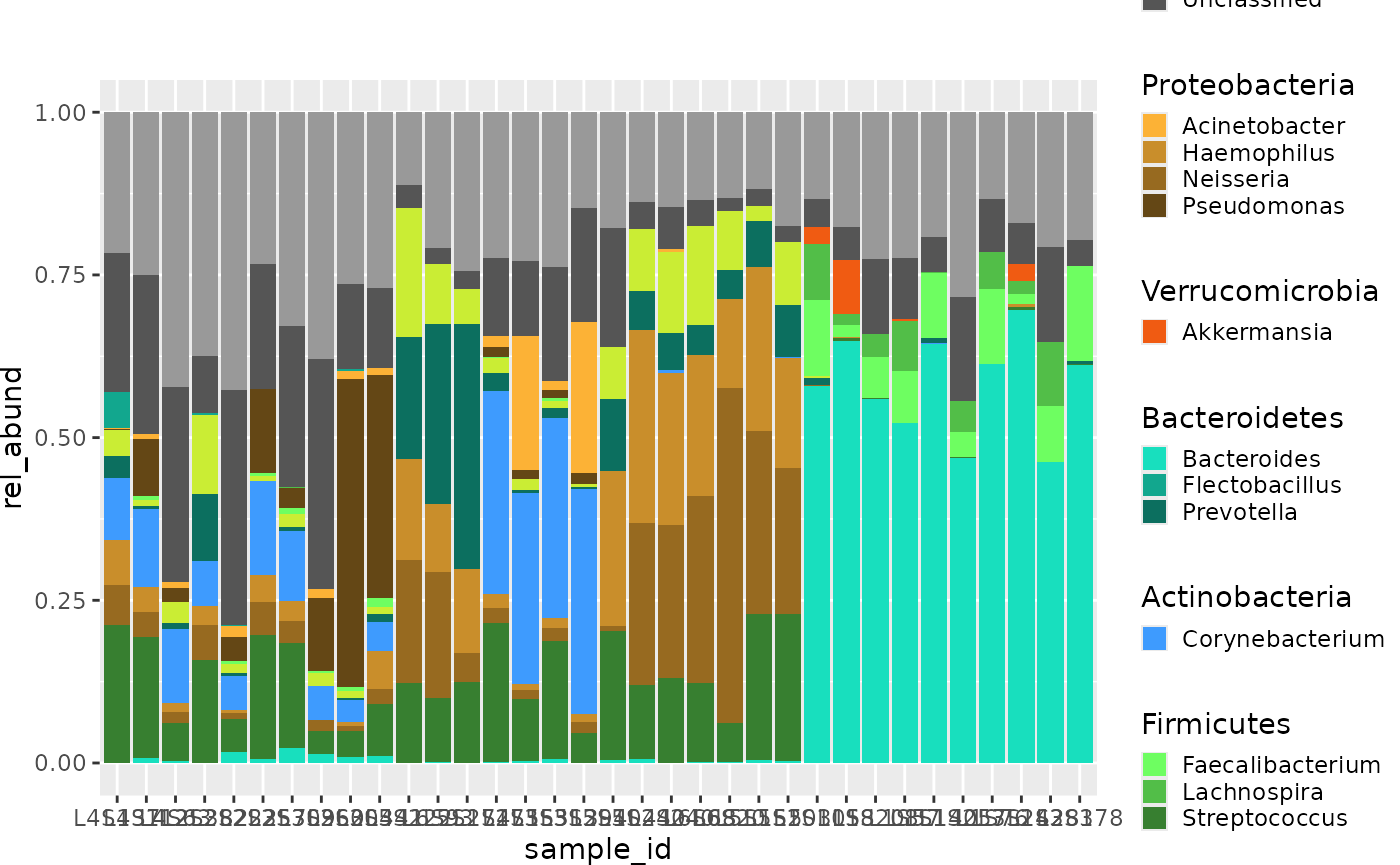 Unclassified
Proteobacteria
Acinetobacter
Haemophilus
Neisseria
Pseudomonas
Verrucomicrobia
Akkermansia
Bacteroidetes
Bacteroides
Flectobacillus
Prevotella
Actinobacteria
Corynebacterium
Firmicutes
Faecalibacterium
Lachnospira
Streptococcus
1.00
0.75
0.50
0.25
0.00
rel_abund
sample_id